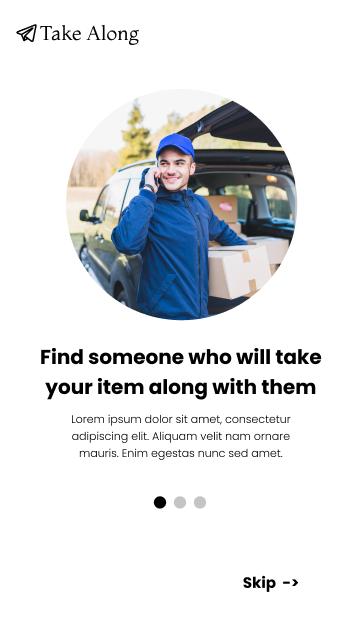 Take Along
Find someone who will take
your item along with them
Lorem ipsum dolor sit amet, consectetur
adipiscing elit. Aliquam velit nam ornare
mauris. Enim egestas nunc sed amet.
Skip ->